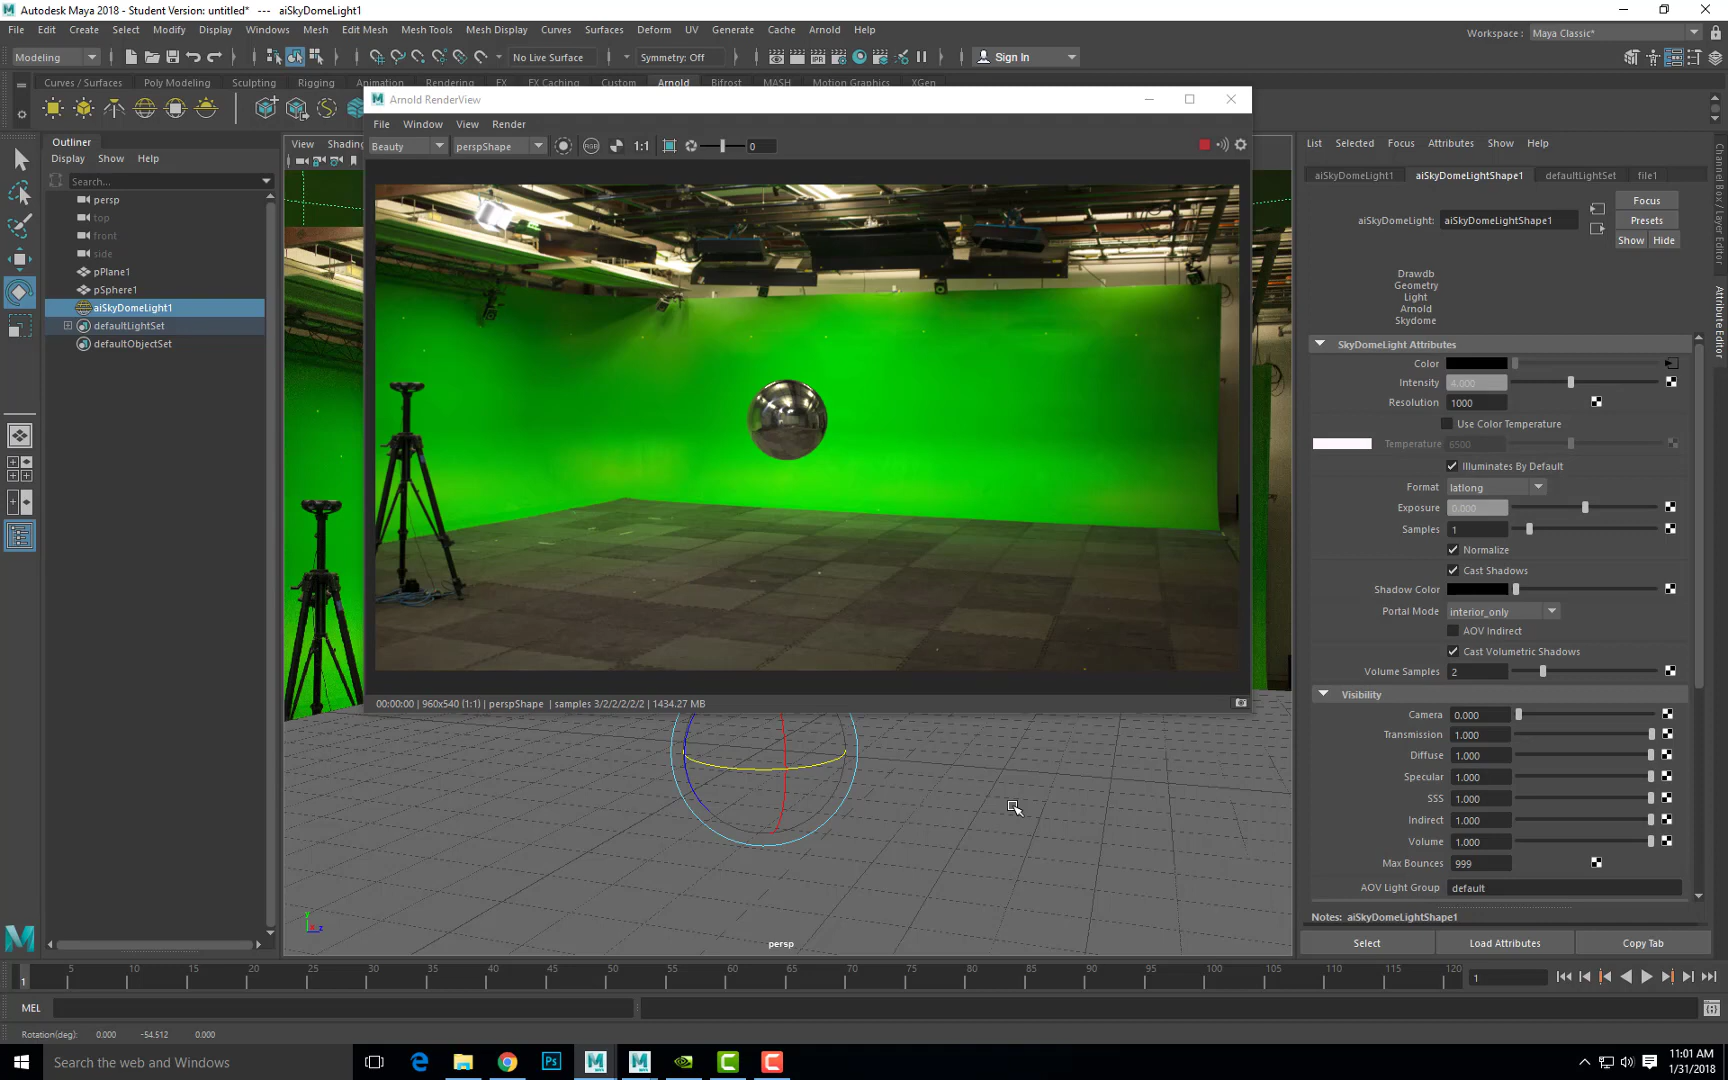 Autodesk Maya 2018 - Student Version: untitled*   ---   aiSkyDomeLight1
File Edit Create Select Modify Display Windows Mesh Edit Mesh Mesh Tools Mesh Display Curves Surfaces Deform UV Generate Cache Arnold Help
Workspace : Maya Classic*
Modeling No Live Surface Symmetry: Off Sign In
Curves / Surfaces Poly Modeling Sculpting Rigging Animation Rendering FX FX Caching Custom Arnold Bifrost MASH Motion Graphics XGen
Arnold RenderView
File Window View Render
Beauty perspShape RGB 1:1 0
00:00:00 | 960x540 (1:1) | perspShape | samples 3/2/2/2/2/2 | 1434.27 MB
Outliner
Display Show Help
Search...
persp
top
front
side
pPlane1
pSphere1
aiSkyDomeLight1
defaultLightSet
defaultObjectSet
View Shading
persp
List Selected Focus Attributes Show Help
aiSkyDomeLight1 aiSkyDomeLightShape1 defaultLightSet file1
aiSkyDomeLight: aiSkyDomeLightShape1
Focus
Presets
Show Hide
Drawdb
Geometry
Light
Arnold
Skydome
SkyDomeLight Attributes
Color
Intensity 4.000
Resolution 1000
Use Color Temperature
Temperature 6500
Illuminates By Default
Format latlong
Exposure 0.000
Samples 1
Normalize
Cast Shadows
Shadow Color
Portal Mode interior_only
AOV Indirect
Cast Volumetric Shadows
Volume Samples 2
Visibility
Camera 0.000
Transmission 1.000
Diffuse 1.000
Specular 1.000
SSS 1.000
Indirect 1.000
Volume 1.000
Max Bounces 999
AOV Light Group default
Notes: aiSkyDomeLightShape1
Select Load Attributes Copy Tab
Channel Box / Layer Editor
Attribute Editor
1 5 10 15 20 25 30 35 40 45 50 55 60 65 70 75 80 85 90 95 100 105 110 115 120 1
MEL
Rotation(deg): 0.000 -54.512 0.000
Search the web and Windows
11:01 AM
1/31/2018